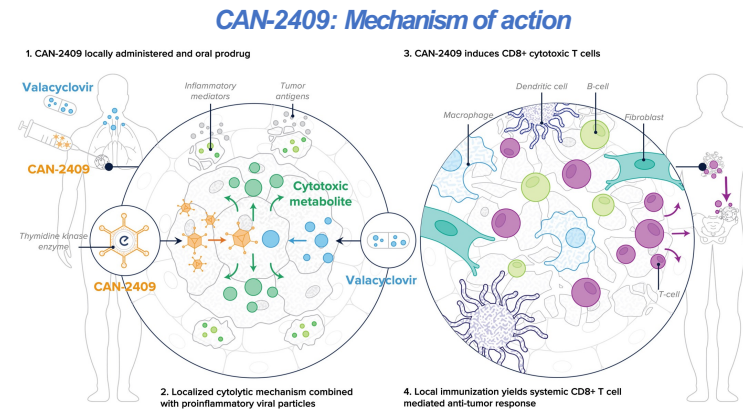 CAN-2409: Mechanism of action
1. CAN-2409 locally administered and oral prodrug
Valacyclovir
CAN-2409
Inflammatory
mediators
Tumor
antigens
Cytotoxic
metabolite
Thymidine kinase
enzyme
CAN-2409
Valacyclovir
2. Localized cytolytic mechanism combined
with proinflammatory viral particles
3. CAN-2409 induces CD8+ cytotoxic T cells
Macrophage
Dendritic cell
B-cell
Fibroblast
T-cell
4. Local immunization yields systemic CD8+ T cell
mediated anti-tumor response